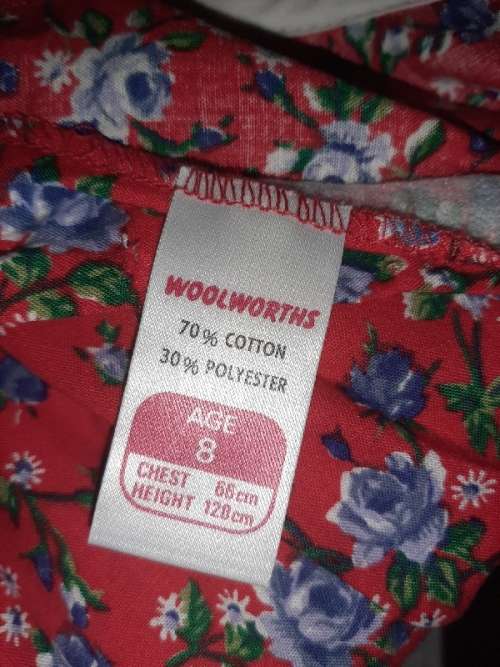 WOOLWORTHS
70% COTTON
30% POLYESTER
AGE
8
CHEST 66cm
HEIGHT 128cm